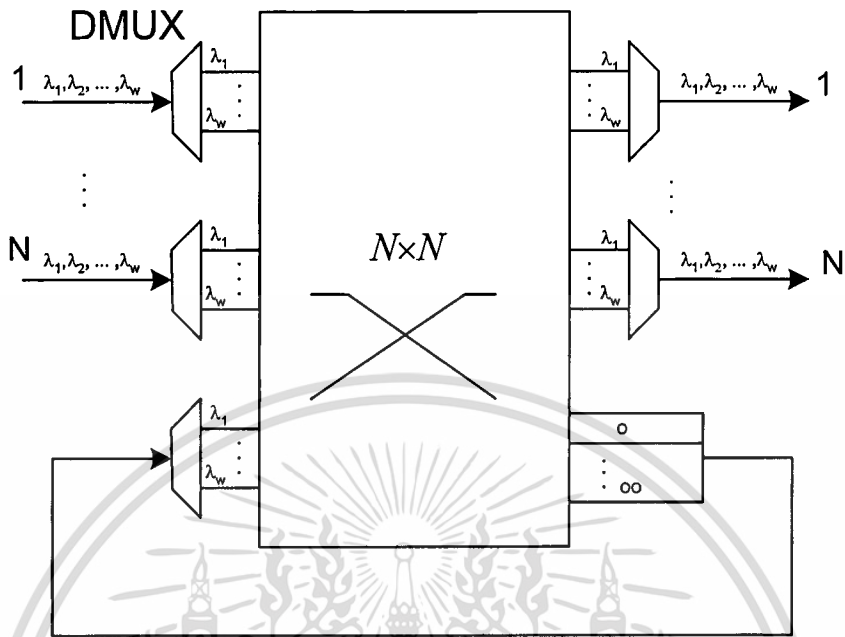 DMUX
1 λ₁,λ₂, ... ,λw λ₁ λw
λ₁ λw λ₁,λ₂, ... ,λw 1
N λ₁,λ₂, ... ,λw λ₁ λw
N×N
λ₁ λw λ₁,λ₂, ... ,λw N
λ₁ λw
o
oo